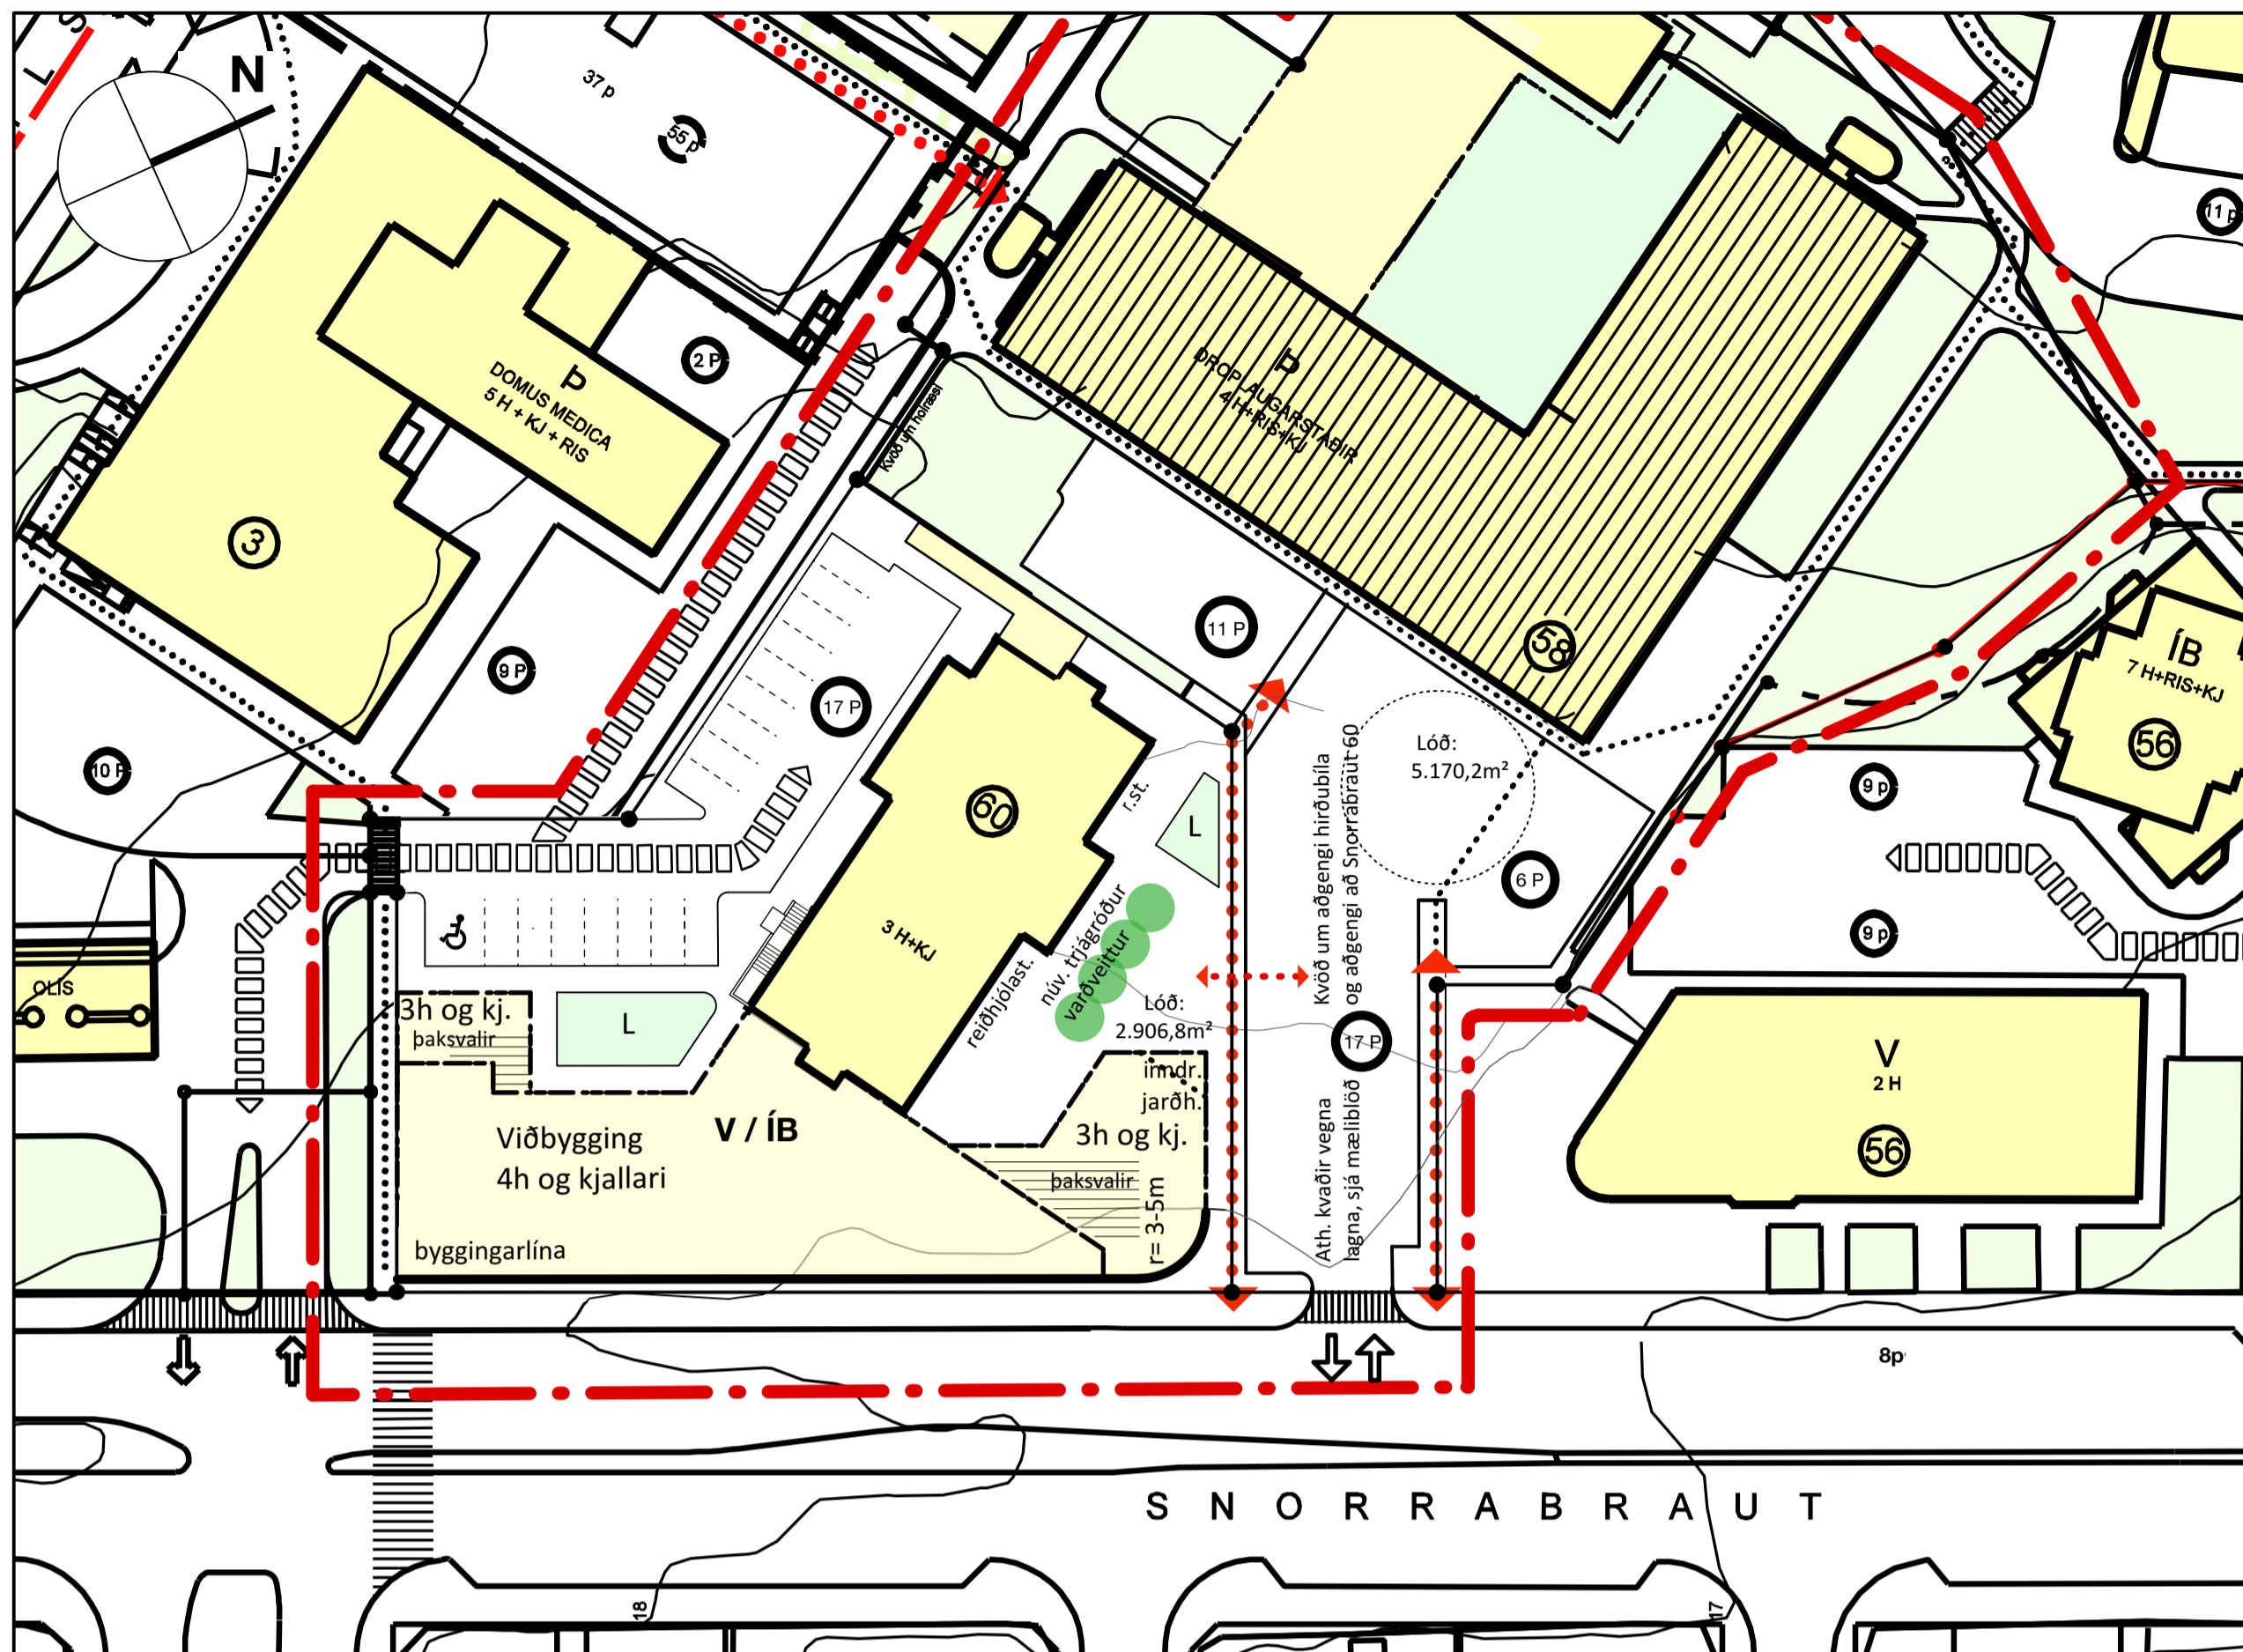 N
37 p
55 p
11 p
2 P
Þ
DOMUS MEDICA
5 H + KJ + RIS
3
Kvöð um holræsi
Þ
DROPLAUGARSTAÐIR
4 H+RIS+KJ
58
11 P
9 P
17 P
10 P
ÍB
7 H+RIS+KJ
56
60
3 H+KJ
r.st.
L
Lóð:
5.170,2m²
Kvöð um aðgengi hirðubíla
og aðgengi að Snorrabraut 60
9 p
6 P
9 p
núv. trjágróður
varðveittur
reiðhjólast.
Lóð:
2.906,8m²
OLÍS
3h og kj.
þaksvalir
L
17 P
V
2 H
56
inndr.
jarðh.
3h og kj.
þaksvalir
r= 3-5m
Ath. kvaðir vegna
lagna, sjá mæliblöð
Viðbygging
4h og kjallari
V / ÍB
byggingarlína
8p
SNORRABRAUT
18
17